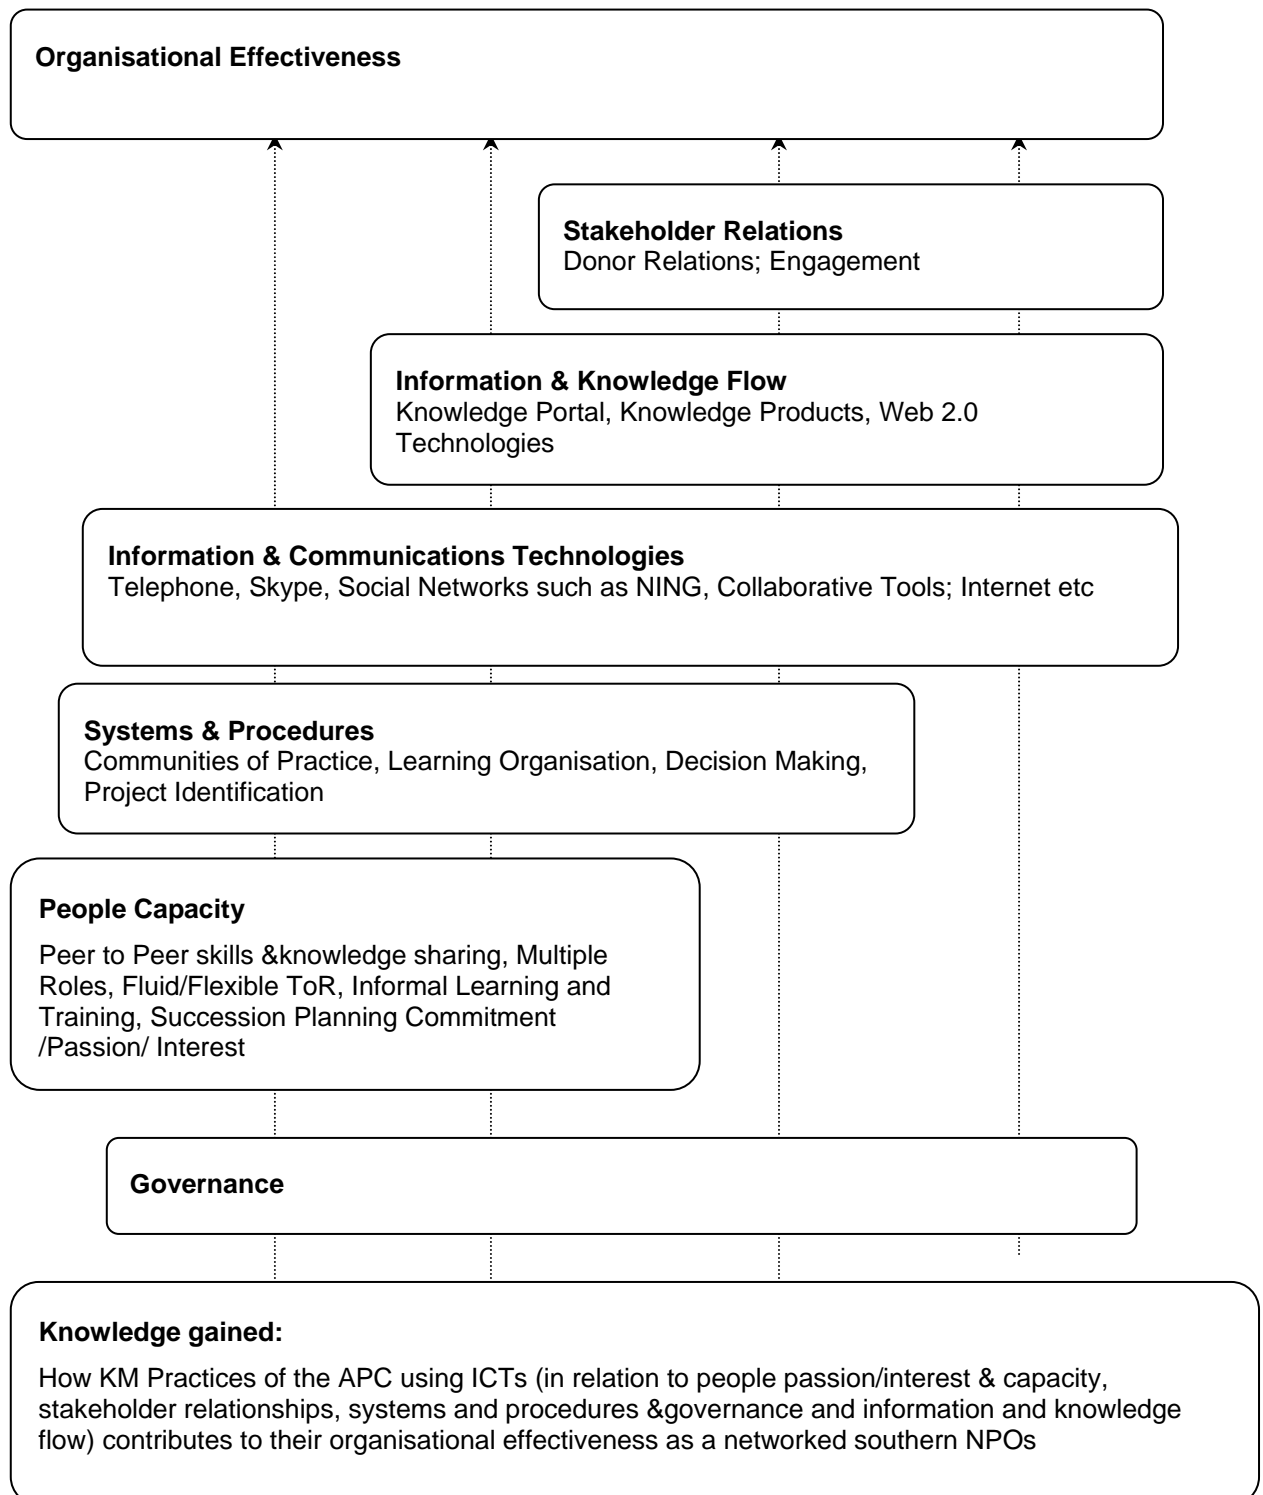 Organisational Effectiveness
Stakeholder Relations
Donor Relations; Engagement
Information & Knowledge Flow
Knowledge Portal, Knowledge Products, Web 2.0
Technologies
Information & Communications Technologies
Telephone, Skype, Social Networks such as NING, Collaborative Tools; Internet etc
Systems & Procedures
Communities of Practice, Learning Organisation, Decision Making,
Project Identification
People Capacity
Peer to Peer skills &knowledge sharing, Multiple
Roles, Fluid/Flexible ToR, Informal Learning and
Training, Succession Planning Commitment
/Passion/ Interest
Governance
Knowledge gained:
How KM Practices of the APC using ICTs (in relation to people passion/interest & capacity,
stakeholder relationships, systems and procedures &governance and information and knowledge
flow) contributes to their organisational effectiveness as a networked southern NPOs